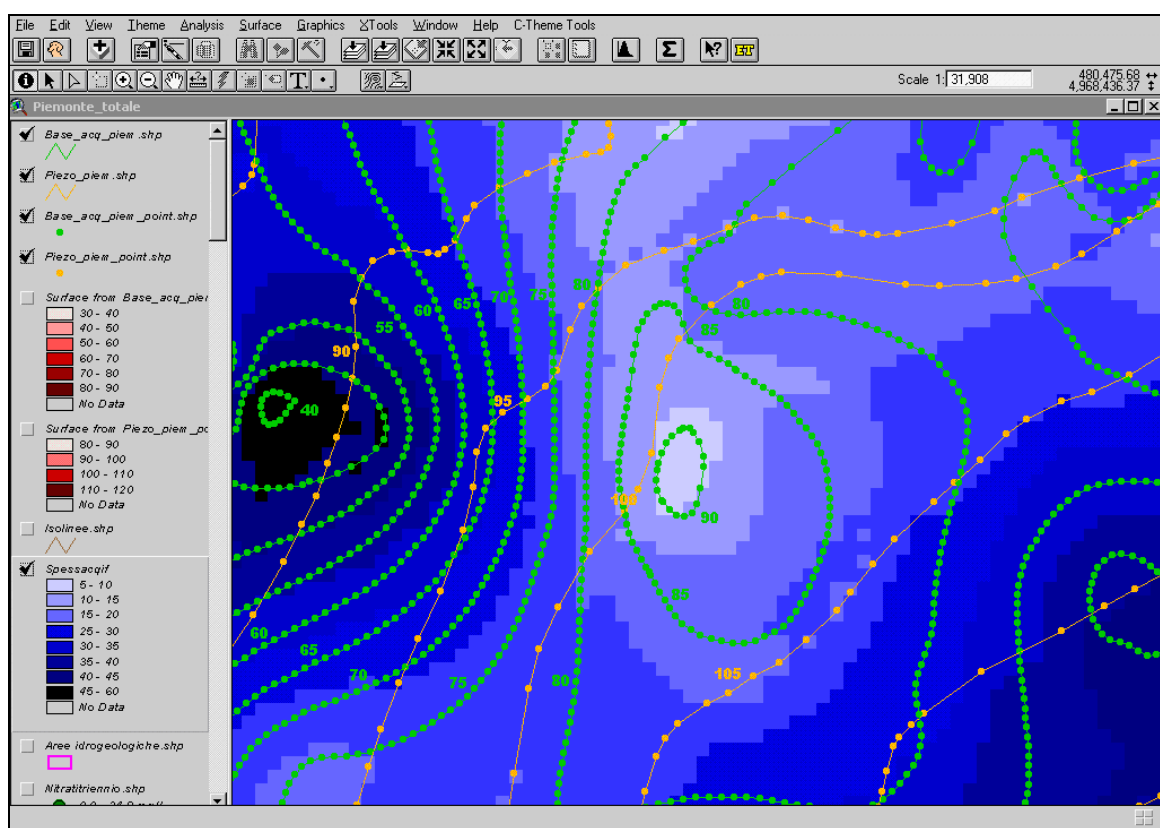 File Edit View Theme Analysis Surface Graphics XTools Window Help C-Theme Tools
Σ
ET
T
Scale 1: 31,908
480,475.68
4,968,436.37
Piemonte_totale
Base_acq_piem.shp
Piezo_piem.shp
Base_acq_piem_point.shp
Piezo_piem_point.shp
Surface from Base_acq_pier
30 - 40
40 - 50
50 - 60
60 - 70
70 - 80
80 - 90
No Data
Surface from Piezo_piem_po
80 - 90
90 - 100
100 - 110
110 - 120
No Data
Isolinee.shp
Spessacqif
5 - 10
10 - 15
15 - 20
25 - 30
30 - 35
35 - 40
40 - 45
45 - 60
No Data
Aree idrogeologiche.shp
Nitratitriennio.shp
55
60
65
70
75
80
80
85
90
40
95
100
90
85
60
65
70
75
80
105